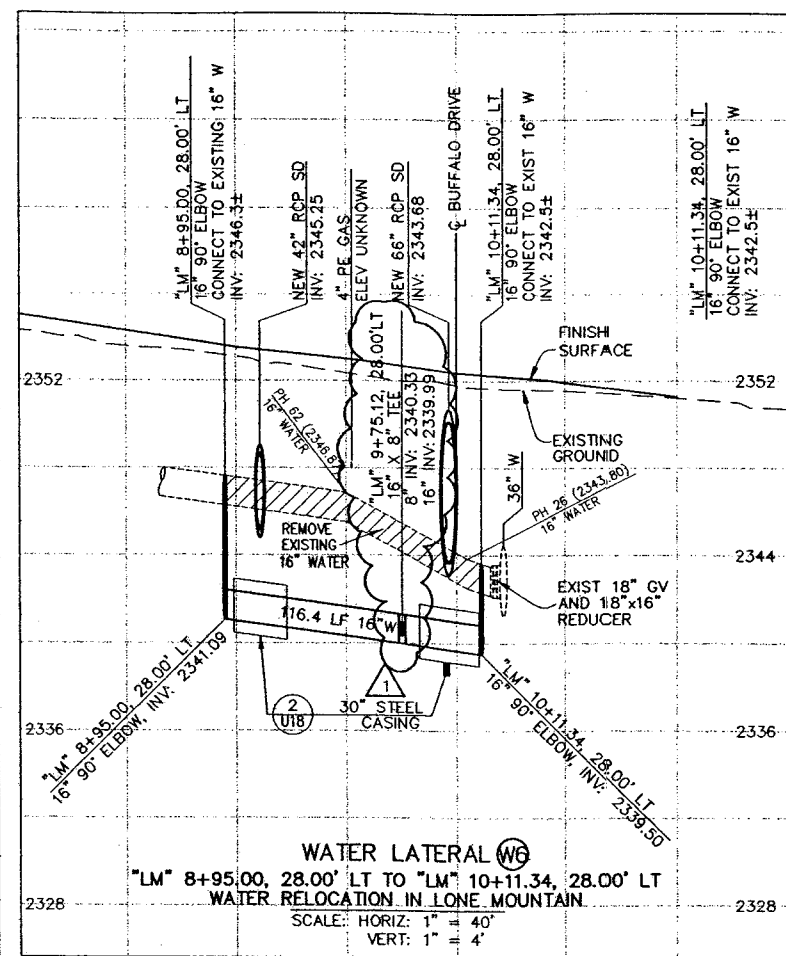 "LM" 8+95.00, 28.00' LT
16" 90° ELBOW
CONNECT TO EXISTING 16" W
INV: 2346.3±
NEW 42" RCP SD
INV: 2345.25
4" PE GAS
ELEV UNKNOWN
NEW 66" RCP SD
INV: 2343.68
℄ BUFFALO DRIVE
"LM" 10+11.34, 28.00' LT
16" 90° ELBOW
CONNECT TO EXIST 16" W
INV: 2342.5±
"LM" 10+11.34, 28.00' LT
16" 90° ELBOW
CONNECT TO EXIST 16" W
INV: 2342.5±
FINISH
SURFACE
2352
2352
EXISTING
GROUND
PH 62 (2346.8
16" WATER
"LM" 9+75.12, 28.00'LT
16" X 8" TEE
8" INV: 2340.33
16" INV: 2339.99
PH 26 (2343.80)
16" WATER
36" W
REMOVE
EXISTING
16" WATER
2344
EXIST 18" GV
AND 18"x16"
REDUCER
116.4 LF 16"W
1
2
U18
30" STEEL
CASING
2336
2336
"LM" 8+95.00, 28.00' LT
16" 90° ELBOW, INV: 2341.09
"LM" 10+11.34, 28.00' LT
16" 90° ELBOW, INV: 2339.50
WATER LATERAL W6
"LM" 8+95.00, 28.00' LT TO "LM" 10+11.34, 28.00' LT
2328
WATER RELOCATION IN LONE MOUNTAIN
2328
SCALE: HORIZ: 1" = 40'
VERT: 1" = 4'